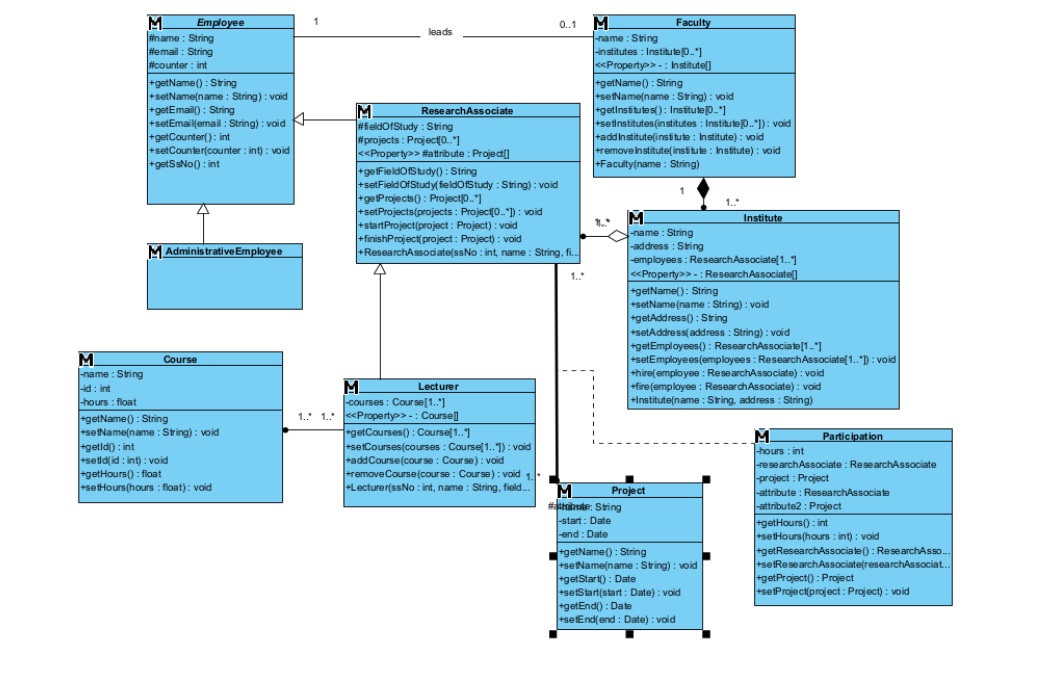 Employee
#name : String
#email : String
#counter : int
+getName() : String
+setName(name : String) : void
+getEmail() : String
+setEmail(email : String) : void
+getCounter() : int
+setCounter(counter : int) : void
+getSsNo() : int
1
leads
0..1
Faculty
-name : String
-institutes : Institute[0..*]
<<Property>> - : Institute[]
+getName() : String
+setName(name : String) : void
+getInstitutes() : Institute[0..*]
+setInstitutes(institutes : Institute[0..*]) : void
+addInstitute(institute : Institute) : void
+removeInstitute(institute : Institute) : void
+Faculty(name : String)
ResearchAssociate
#fieldOfStudy : String
#projects : Project[0..*]
<<Property>> #attribute : Project[]
+getFieldOfStudy() : String
+setFieldOfStudy(fieldOfStudy : String) : void
+getProjects() : Project[0..*]
+setProjects(projects : Project[0..*]) : void
+startProject(project : Project) : void
+finishProject(project : Project) : void
+ResearchAssociate(ssNo : int, name : String, fi...
1
1..*
Institute
-name : String
-address : String
-employees : ResearchAssociate[1..*]
<<Property>> - : ResearchAssociate[]
+getName() : String
+setName(name : String) : void
+getAddress() : String
+setAddress(address : String) : void
+getEmployees() : ResearchAssociate[1..*]
+setEmployees(employees : ResearchAssociate[1..*]) : void
+hire(employee : ResearchAssociate) : void
+fire(employee : ResearchAssociate) : void
+Institute(name : String, address : String)
1..*
AdministrativeEmployee
Course
-name : String
-id : int
-hours : float
+getName() : String
+setName(name : String) : void
+getId() : int
+setId(id : int) : void
+getHours() : float
+setHours(hours : float) : void
1..* 1..*
Lecturer
-courses : Course[1..*]
<<Property>> - : Course[]
+getCourses() : Course[1..*]
+setCourses(courses : Course[1..*]) : void
+addCourse(course : Course) : void
+removeCourse(course : Course) : void
+Lecturer(ssNo : int, name : String, field...
Project
-start : Date
-end : Date
+getName() : String
+setName(name : String) : void
+getStart() : Date
+setStart(start : Date) : void
+getEnd() : Date
+setEnd(end : Date) : void
Participation
-hours : int
-researchAssociate : ResearchAssociate
-project : Project
-attribute : ResearchAssociate
-attribute2 : Project
+getHours() : int
+setHours(hours : int) : void
+getResearchAssociate() : ResearchAsso...
+setResearchAssociate(researchAssociat...
+getProject() : Project
+setProject(project : Project) : void